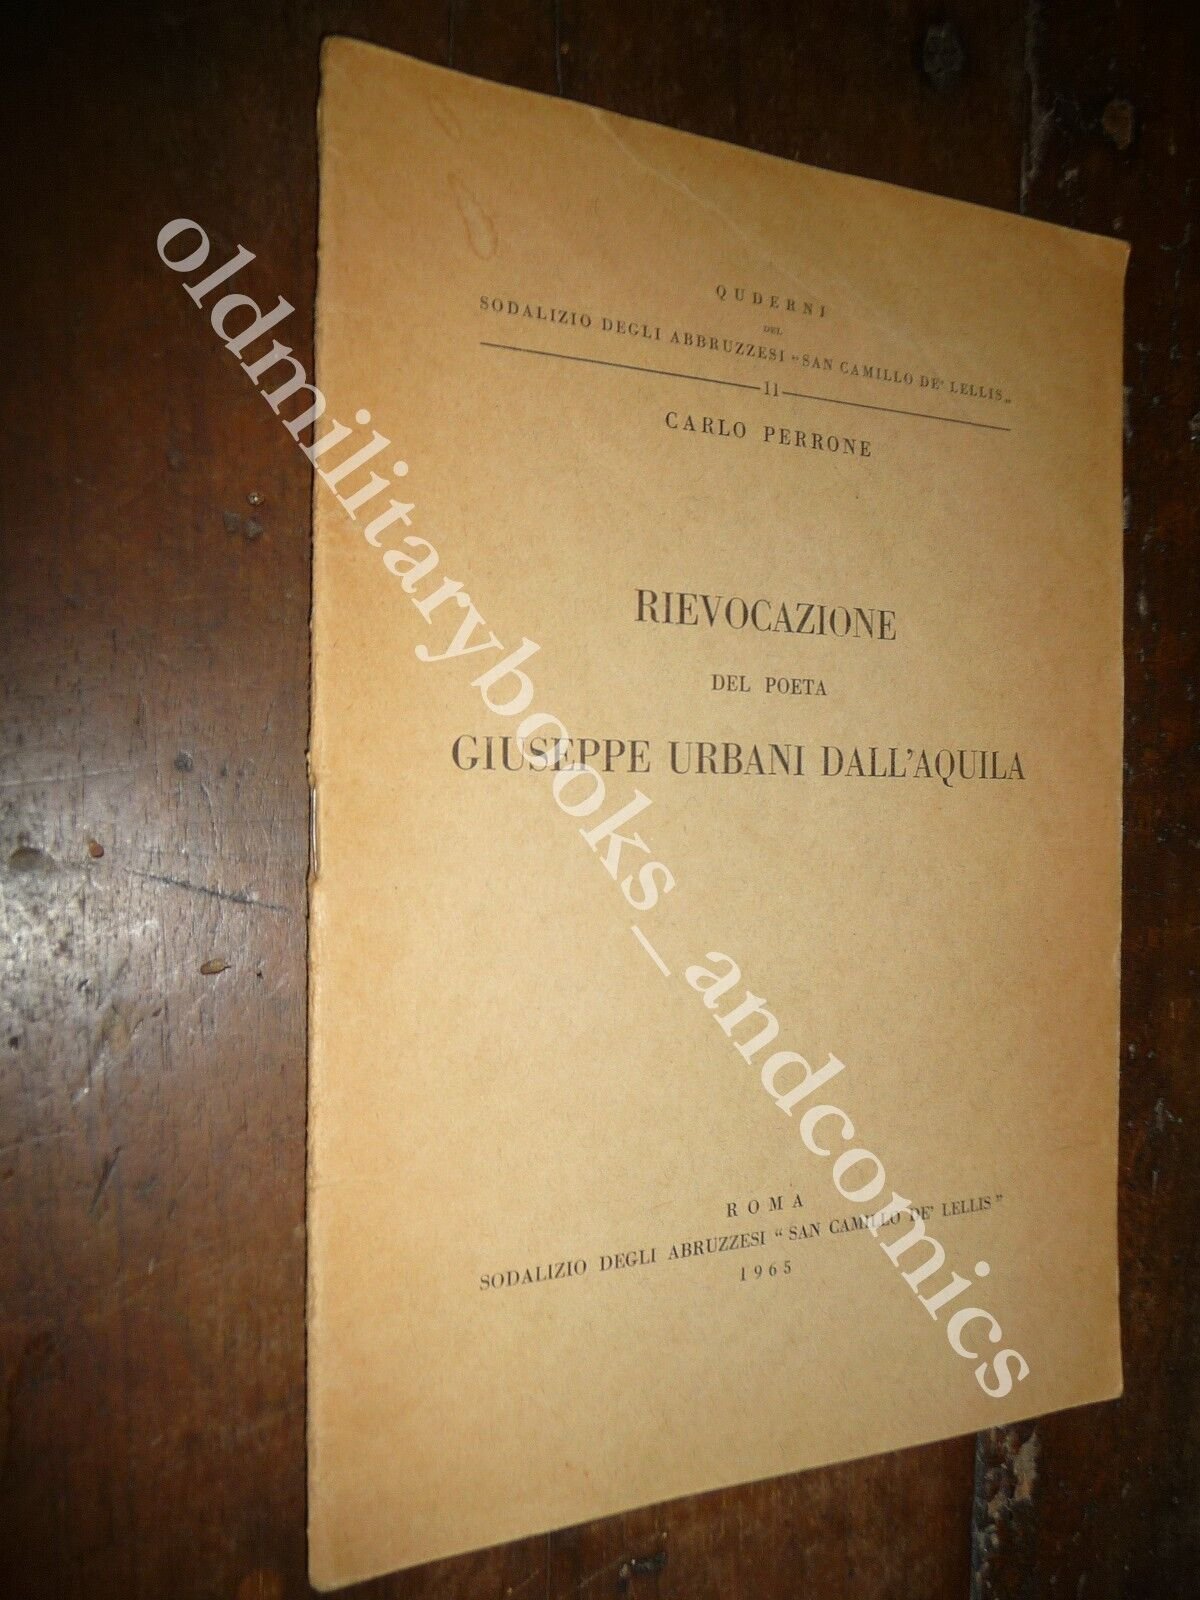 QUDERNI
DEL
SODALIZIO DEGLI ABBRUZZESI "SAN CAMILLO DE' LELLIS„
11
CARLO PERRONE
RIEVOCAZIONE
DEL POETA
GIUSEPPE URBANI DALL'AQUILA
ROMA
SODALIZIO DEGLI ABRUZZESI "SAN CAMILLO DE' LELLIS"
1965
oldmilitarybooks_andcomics